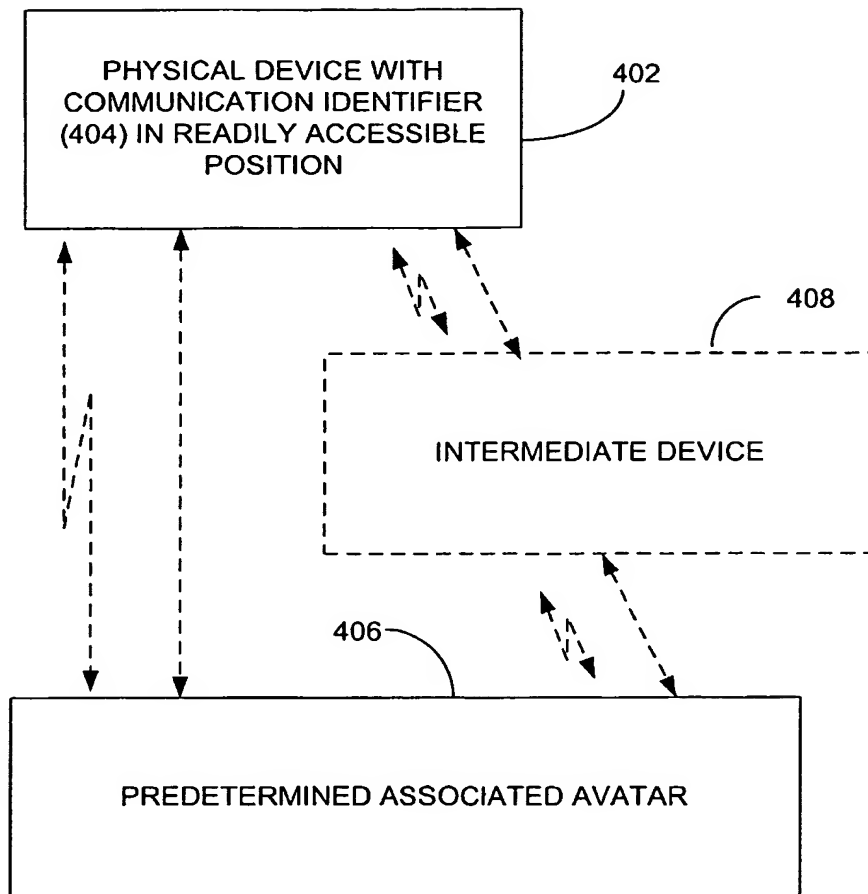 PHYSICAL DEVICE WITH
COMMUNICATION IDENTIFIER
(404) IN READILY ACCESSIBLE
POSITION
402
408
INTERMEDIATE DEVICE
406
PREDETERMINED ASSOCIATED AVATAR